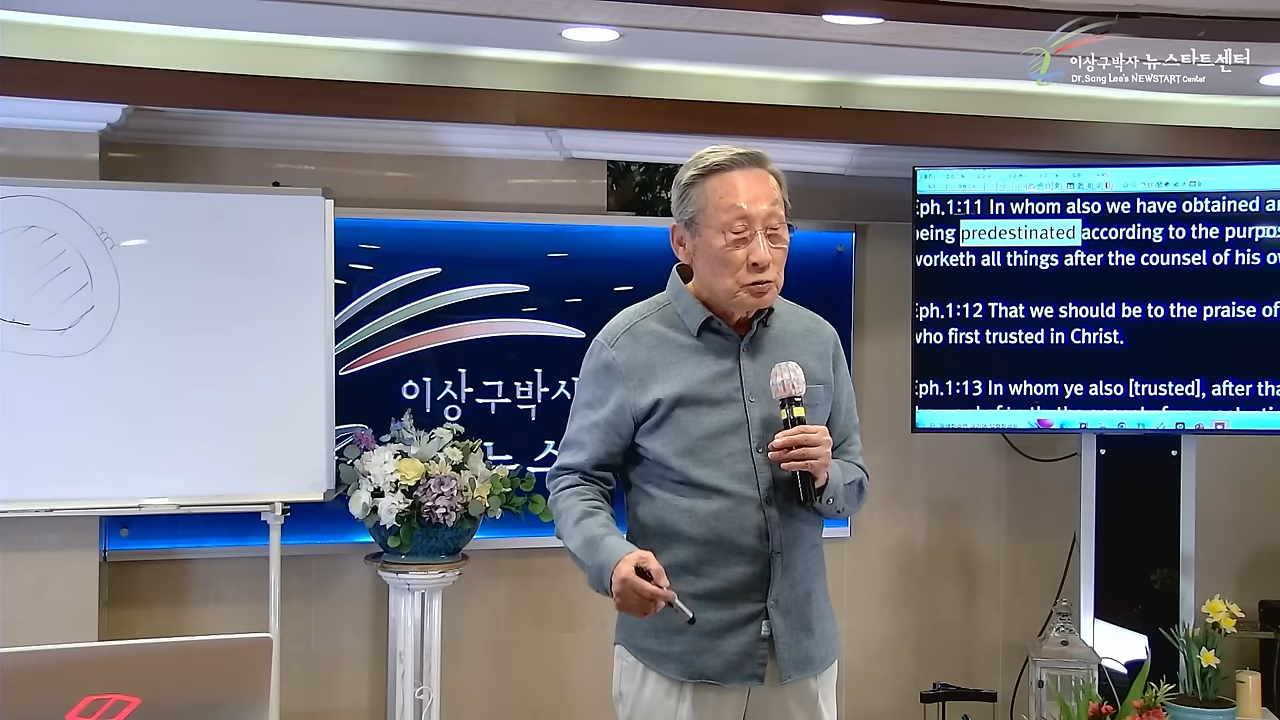 이상구박사 뉴스타트센터
Dr. Sang Lee's NEWSTART Center
Eph.1:11 In whom also we have obtained
being predestinated according to the
worketh all things after the counsel of his
Eph.1:12 That we should be to the praise of
who first trusted in Christ.
Eph.1:13 In whom ye also [trusted], after
이상구박사